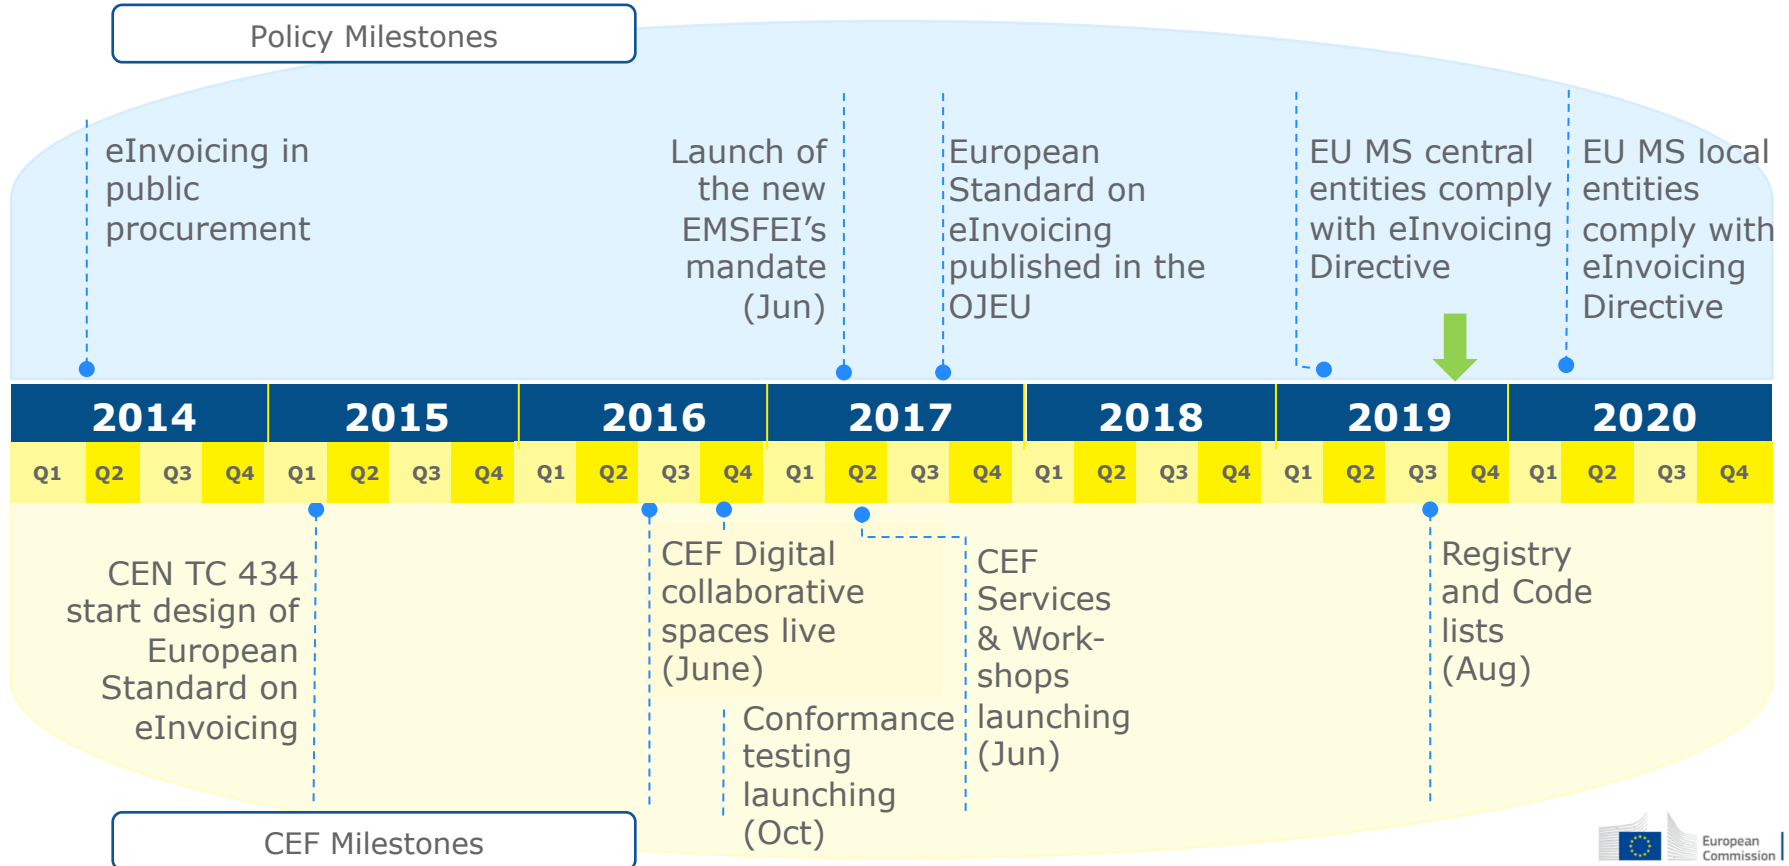 Policy Milestones
eInvoicing in
public
procurement
Launch of
the new
EMSFEI’s
mandate
(Jun)
European
Standard on
eInvoicing
published in the
OJEU
EU MS central
entities comply
with eInvoicing
Directive
EU MS local
entities
comply with
eInvoicing
Directive
2014 2015 2016 2017 2018 2019 2020
Q1 Q2 Q3 Q4 Q1 Q2 Q3 Q4 Q1 Q2 Q3 Q4 Q1 Q2 Q3 Q4 Q1 Q2 Q3 Q4 Q1 Q2 Q3 Q4 Q1 Q2 Q3 Q4
CEN TC 434
start design of
European
Standard on
eInvoicing
CEF Digital
collaborative
spaces live
(June)
Conformance
testing
launching
(Oct)
CEF
Services
& Work-
shops
launching
(Jun)
Registry
and Code
lists
(Aug)
CEF Milestones
European
Commission